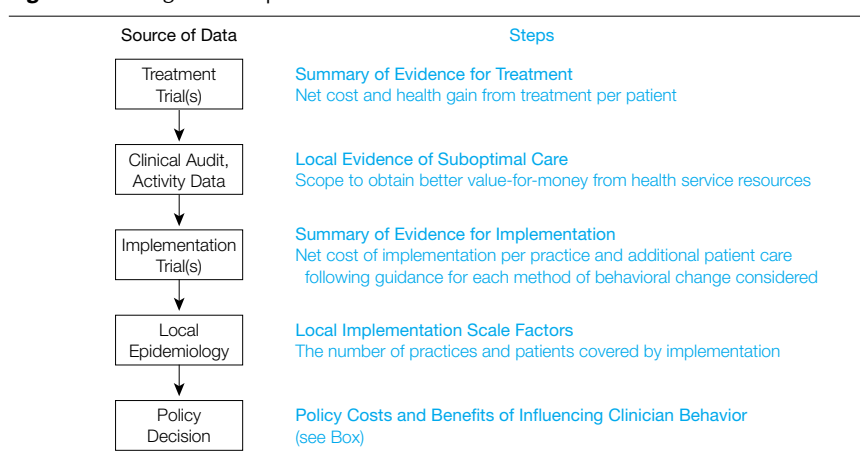 Source of Data
Steps
Treatment
Trial(s)
Summary of Evidence for Treatment
Net cost and health gain from treatment per patient
Clinical Audit,
Activity Data
Local Evidence of Suboptimal Care
Scope to obtain better value-for-money from health service resources
Implementation
Trial(s)
Summary of Evidence for Implementation
Net cost of implementation per practice and additional patient care
following guidance for each method of behavioral change considered
Local
Epidemiology
Local Implementation Scale Factors
The number of practices and patients covered by implementation
Policy
Decision
Policy Costs and Benefits of Influencing Clinician Behavior
(see Box)